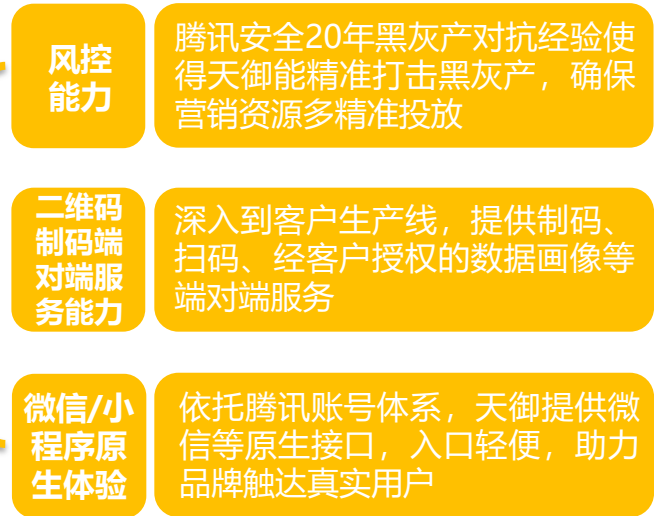 风控
能力
腾讯安全20年黑灰产对抗经验使
得天御能精准打击黑灰产，确保
营销资源多精准投放
二维码
制码端
对端服
务能力
深入到客户生产线，提供制码、
扫码、经客户授权的数据画像等
端对端服务
微信/小
程序原
生体验
依托腾讯账号体系，天御提供微
信等原生接口，入口轻便，助力
品牌触达真实用户